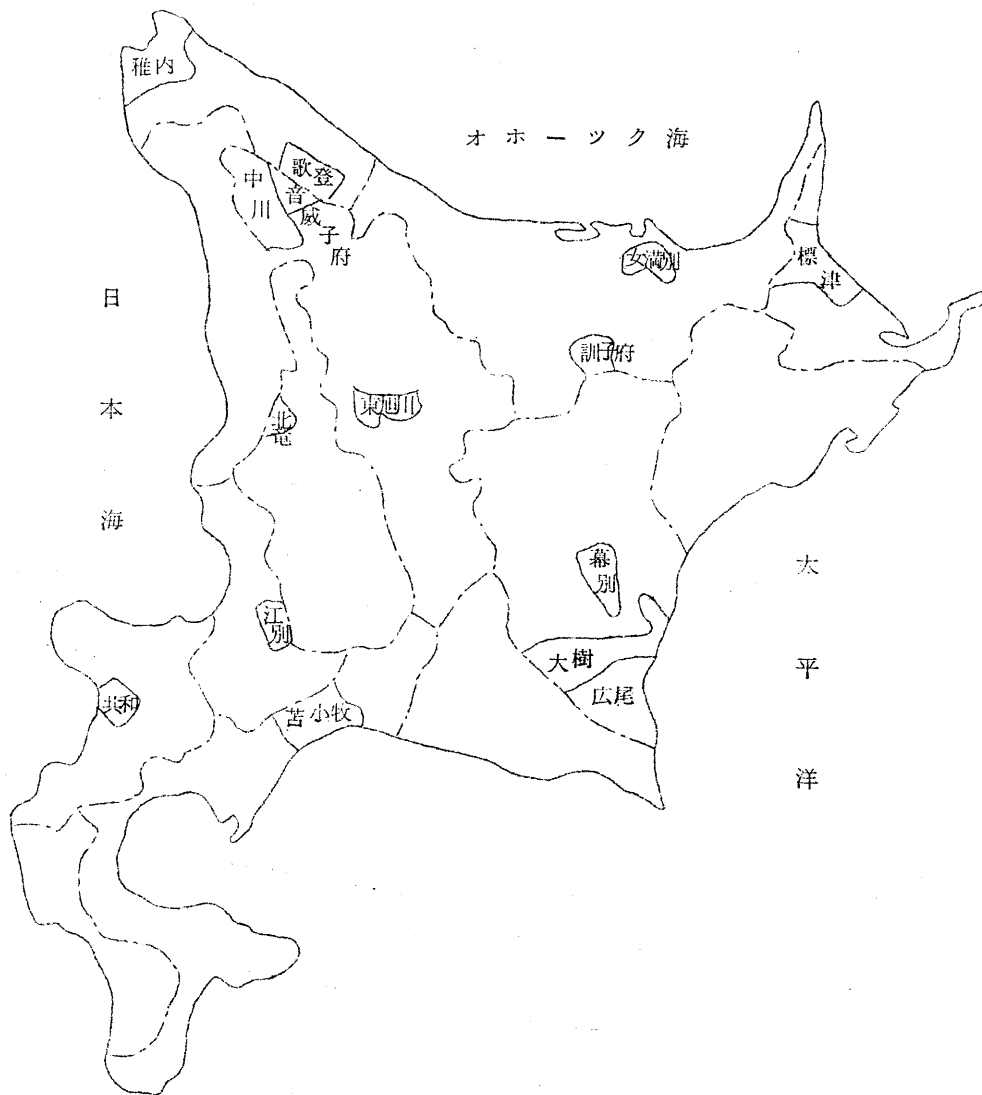 稚内
オホーツク海
歌登
中川
音威子府
女満別
標津
日本海
訓子府
東旭川
北竜
幕別
太平洋
江別
大樹
広尾
共和
苫小牧